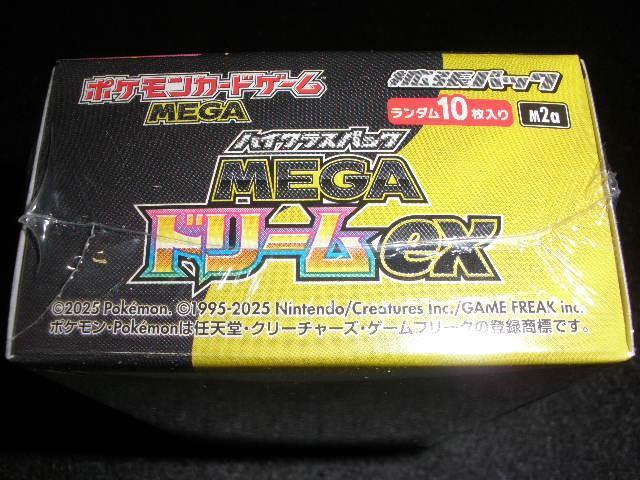 ポケモンカードゲーム
MEGA
拡張パック
ランダム10枚入り
M2a
ハイクラスパック
MEGA
ドリームex
©2025 Pokémon. ©1995-2025 Nintendo/Creatures Inc./GAME FREAK inc.
ポケモン・Pokémonは任天堂・クリーチャーズ・ゲームフリークの登録商標です。